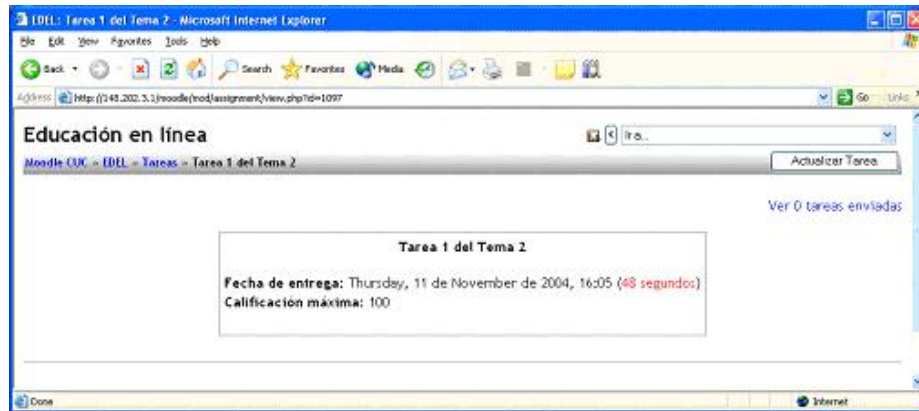 EDEL: Tarea 1 del Tema 2 - Microsoft Internet Explorer
File Edit View Favorites Tools Help
Back Search Favorites Media
Address http://148.202.3.1/moodle/mod/assignment/view.php?id=1097 Go Links
Educación en línea
Ir a...
Moodle CUC » EDEL » Tareas » Tarea 1 del Tema 2
Actualizar Tarea
Ver 0 tareas enviadas
Tarea 1 del Tema 2
Fecha de entrega: Thursday, 11 de November de 2004, 16:05 (48 segundos)
Calificación máxima: 100
Done Internet